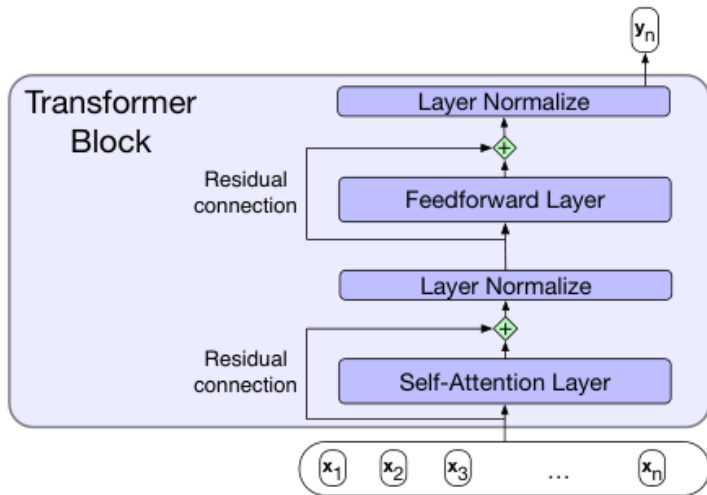 yn
Transformer
Block
Layer Normalize
+
Residual
connection
Feedforward Layer
Layer Normalize
+
Residual
connection
Self-Attention Layer
x1 x2 x3 ... xn